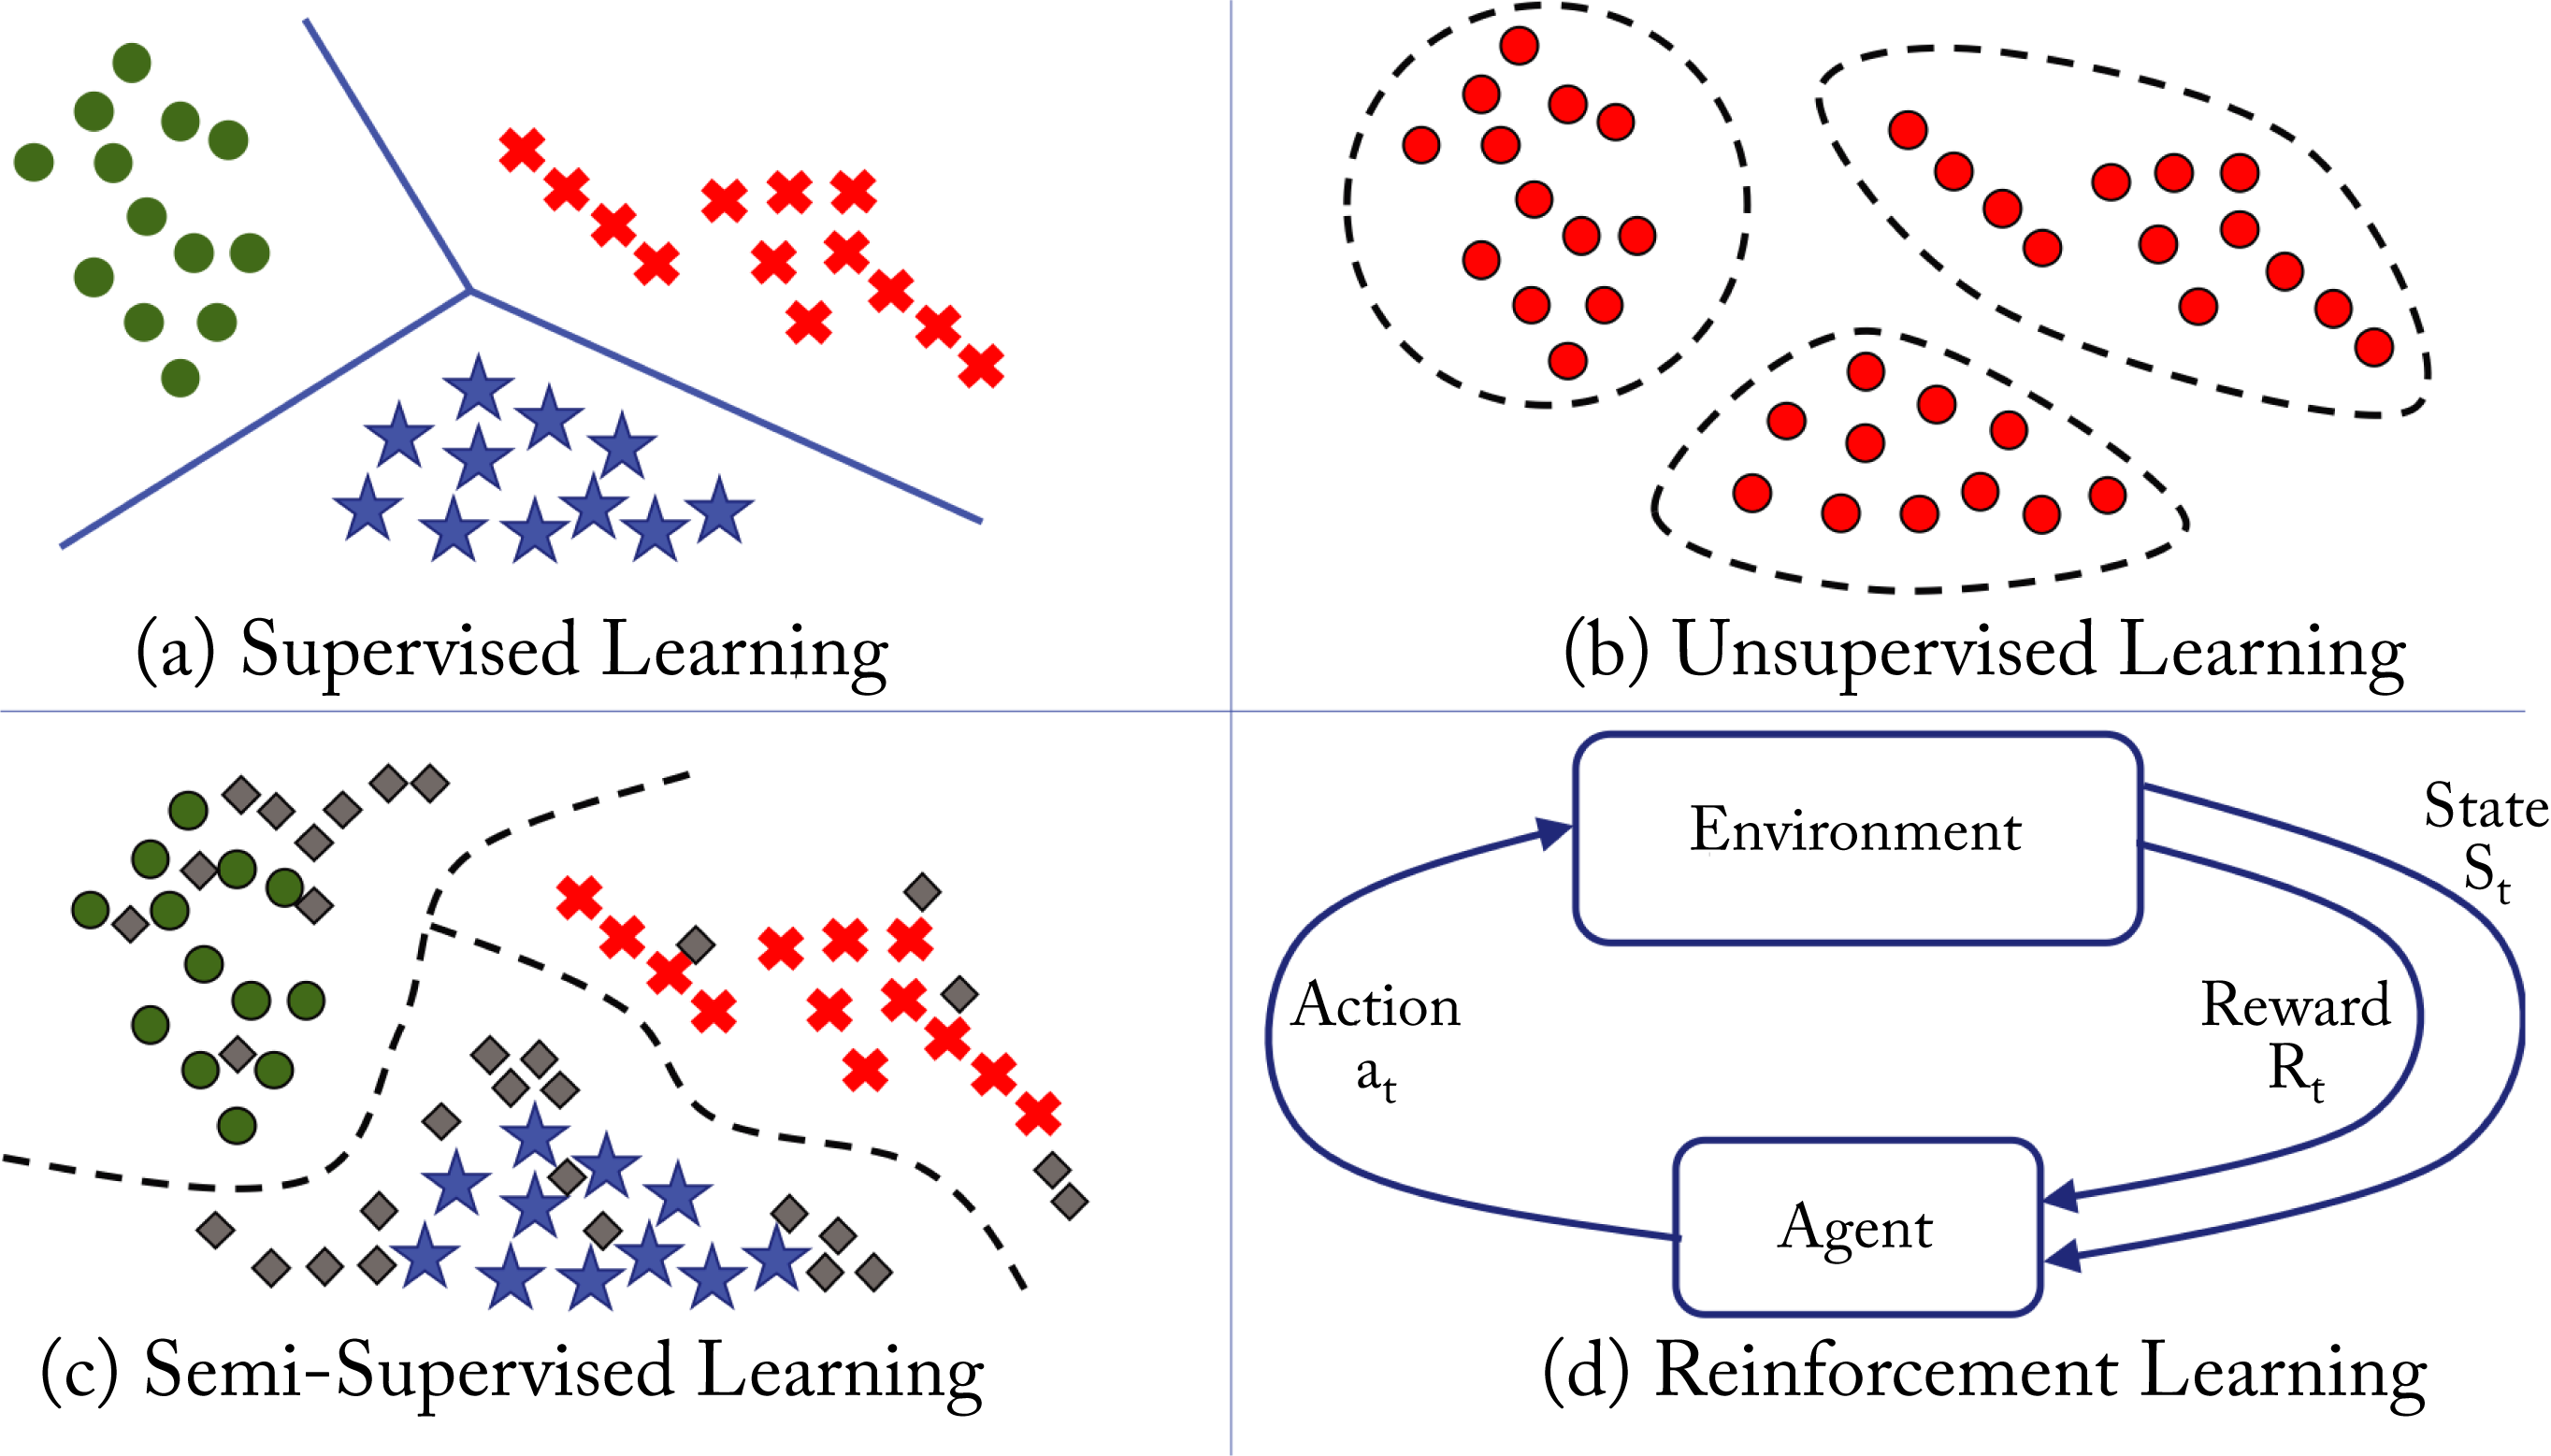 (a) Supervised Learning
(b) Unsupervised Learning
(c) Semi-Supervised Learning
Environment
State
S_t
Action
a_t
Reward
R_t
Agent
(d) Reinforcement Learning